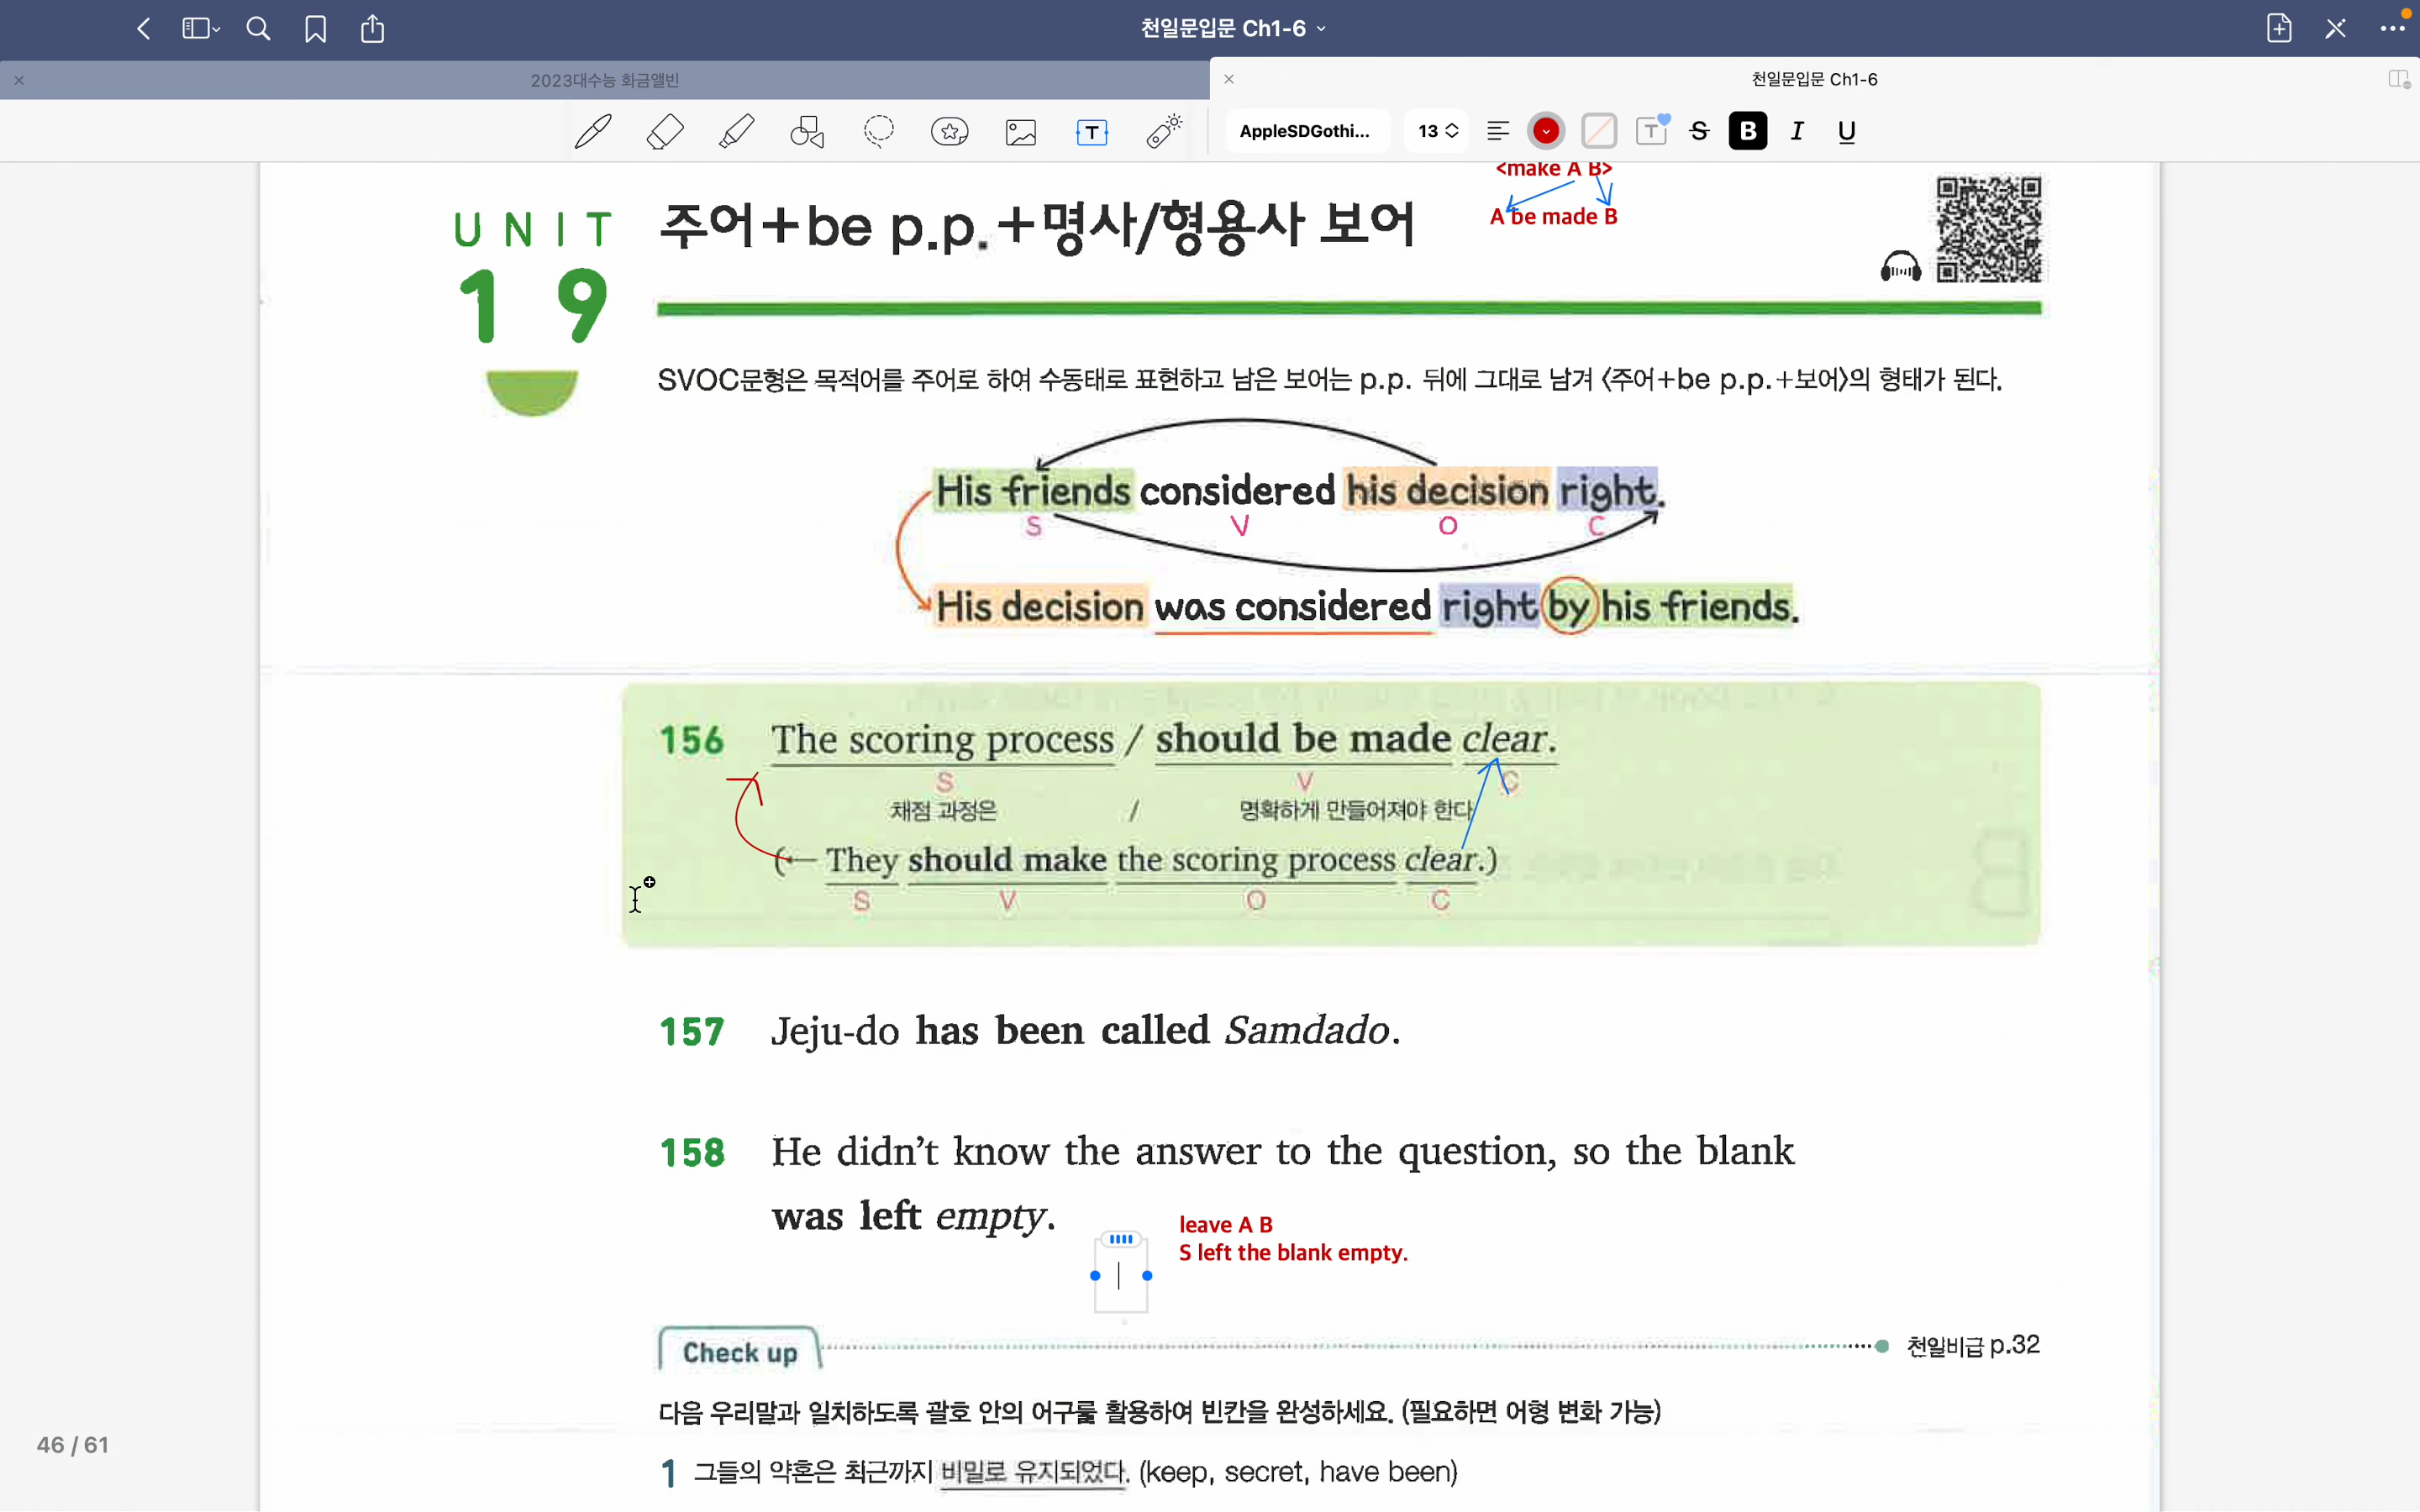 천일문입문 Ch1-6
2023대수능 화금앨빈
천일문입문 Ch1-6
AppleSDGothi...
13
T
S
B
I
U
<make A B>
A be made B
UNIT
19
주어+be p.p.+명사/형용사 보어
SVOC문형은 목적어를 주어로 하여 수동태로 표현하고 남은 보어는 p.p. 뒤에 그대로 남겨 〈주어+be p.p.+보어〉의 형태가 된다.
His friends considered his decision right.
S V O C
His decision was considered right by his friends.
156 The scoring process / should be made clear.
S V C
채점 과정은 / 명확하게 만들어져야 한다
(← They should make the scoring process clear.)
S V O C
157 Jeju-do has been called Samdado.
158 He didn't know the answer to the question, so the blank
was left empty.
leave A B
S left the blank empty.
Check up
천일비급 p.32
다음 우리말과 일치하도록 괄호 안의 어구를 활용하여 빈칸을 완성하세요. (필요하면 어형 변화 가능)
1 그들의 약혼은 최근까지 비밀로 유지되었다. (keep, secret, have been)
46 / 61